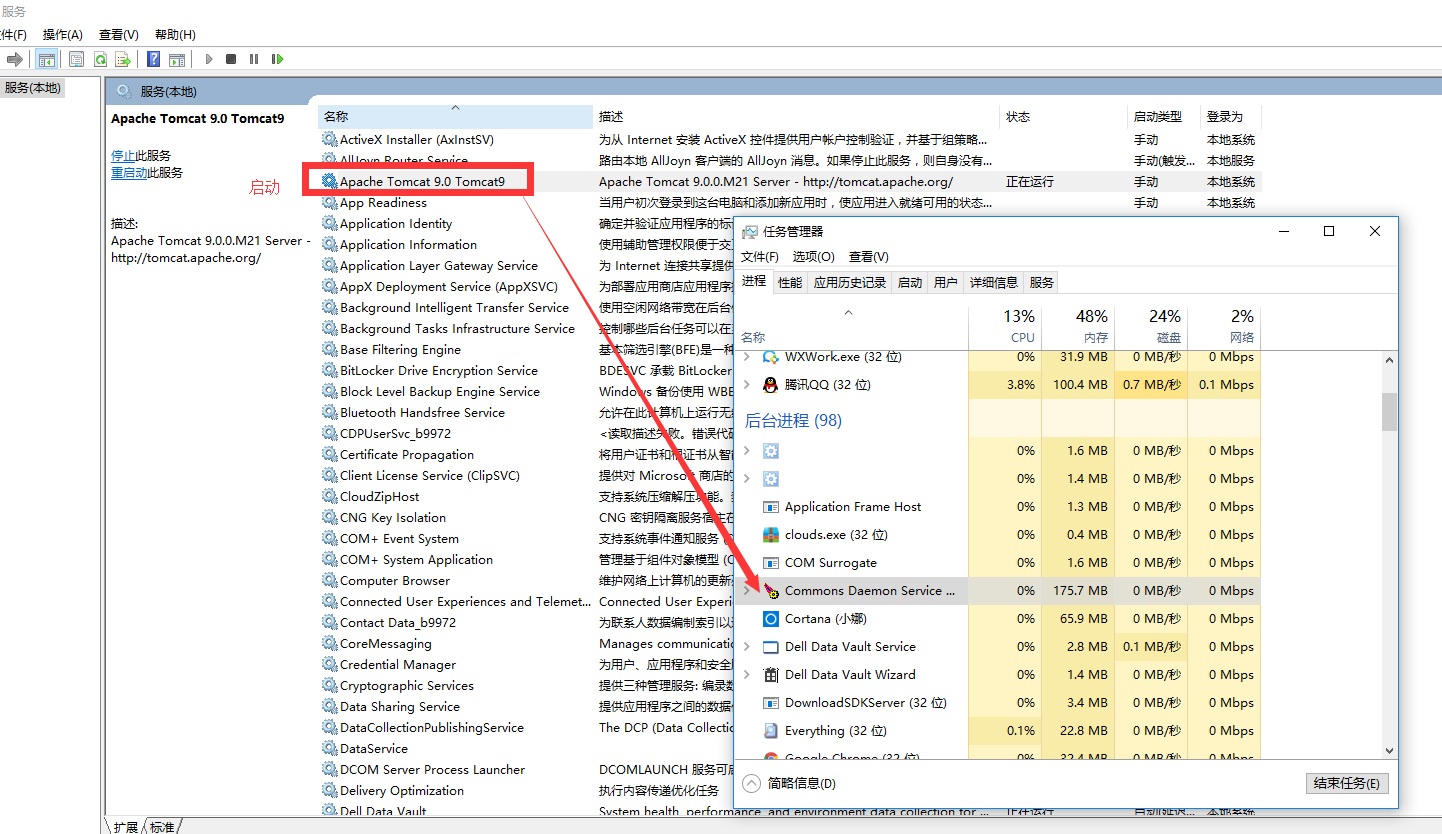 服务
件(F) 操作(A) 查看(V) 帮助(H)
服务(本地)
服务(本地)
Apache Tomcat 9.0 Tomcat9
停止此服务
重启动此服务
启动
描述:
Apache Tomcat 9.0.0.M21 Server -
http://tomcat.apache.org/
名称 描述 状态 启动类型 登录为
ActiveX Installer (AxInstSV) 为从 Internet 安装 ActiveX 控件提供用户帐户控制验证，并基于组策略... 手动 本地系统
AllJoyn Router Service 路由本地 AllJoyn 客户端的 AllJoyn 消息。如果停止此服务，则自身没有... 手动(触发... 本地服务
Apache Tomcat 9.0 Tomcat9 Apache Tomcat 9.0.0.M21 Server - http://tomcat.apache.org/ 正在运行 手动 本地系统
App Readiness 当用户初次登录到这台电脑和添加新应用时，使应用进入就绪可用的状态... 手动 本地系统
Application Identity 确定并验证应用程序的标
Application Information 使用辅助管理权限便于交
Application Layer Gateway Service 为 Internet 连接共享提供
AppX Deployment Service (AppXSVC) 为部署应用商店应用程序
Background Intelligent Transfer Service 使用空闲网络带宽在后台
Background Tasks Infrastructure Service 控制哪些后台任务可以在
Base Filtering Engine 基本筛选引擎(BFE)是一种
BitLocker Drive Encryption Service BDESVC 承载 BitLocker
Block Level Backup Engine Service Windows 备份使用 WBE
Bluetooth Handsfree Service 允许在此计算机上运行无
CDPUserSvc_b9972 <读取描述失败。错误代码
Certificate Propagation 将用户证书和根证书从智
Client License Service (ClipSVC) 提供对 Microsoft 商店的
CloudZipHost 支持系统压缩解压功能。
CNG Key Isolation CNG 密钥隔离服务宿主在
COM+ Event System 支持系统事件通知服务
COM+ System Application 管理基于组件对象模型
Computer Browser 维护网络上计算机的更新
Connected User Experiences and Telemet... Connected User Experi
Contact Data_b9972 为联系人数据编制索引以
CoreMessaging Manages communicatio
Credential Manager 为用户、应用程序和安全
Cryptographic Services 提供三种管理服务: 编录数
Data Sharing Service 提供应用程序之间的数据
DataCollectionPublishingService The DCP (Data Collectio
DataService
DCOM Server Process Launcher DCOMLAUNCH 服务可启
Delivery Optimization 执行内容传递优化任务
Dell Data Vault System health, performance, and environment data collection for ... 正在运行 自动(延迟... 本地系统
扩展 标准
任务管理器
文件(F) 选项(O) 查看(V)
进程 性能 应用历史记录 启动 用户 详细信息 服务
13% 48% 24% 2%
名称 CPU 内存 磁盘 网络
WXWork.exe (32 位) 0% 31.9 MB 0 MB/秒 0 Mbps
腾讯QQ (32 位) 3.8% 100.4 MB 0.7 MB/秒 0.1 Mbps
后台进程 (98)
0% 1.6 MB 0 MB/秒 0 Mbps
0% 1.4 MB 0 MB/秒 0 Mbps
Application Frame Host 0% 1.3 MB 0 MB/秒 0 Mbps
clouds.exe (32 位) 0% 0.4 MB 0 MB/秒 0 Mbps
COM Surrogate 0% 1.6 MB 0 MB/秒 0 Mbps
Commons Daemon Service ... 0% 175.7 MB 0 MB/秒 0 Mbps
Cortana (小娜) 0% 65.9 MB 0 MB/秒 0 Mbps
Dell Data Vault Service 0% 2.8 MB 0.1 MB/秒 0 Mbps
Dell Data Vault Wizard 0% 1.4 MB 0 MB/秒 0 Mbps
DownloadSDKServer (32 位) 0% 3.4 MB 0 MB/秒 0 Mbps
Everything (32 位) 0.1% 22.8 MB 0 MB/秒 0 Mbps
Google Chrome (32 位) 0% 32.4 MB 0 MB/秒 0 Mbps
简略信息(D)
结束任务(E)